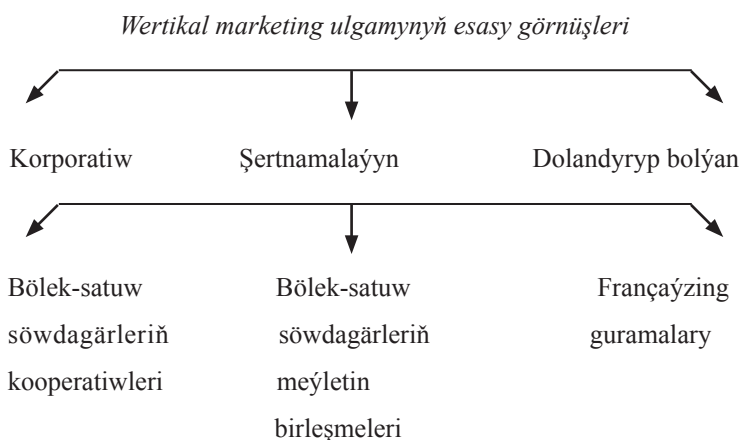 Wertikal marketing ulgamynyň esasy görnüşleri
Korporatiw
Şertnamalaýyn
Dolandyryp bolýan
Bölek-satuw
söwdagärleriň
kooperatiwleri
Bölek-satuw
söwdagärleriň
meýletin
birleşmeleri
Françaýzing
guramalary